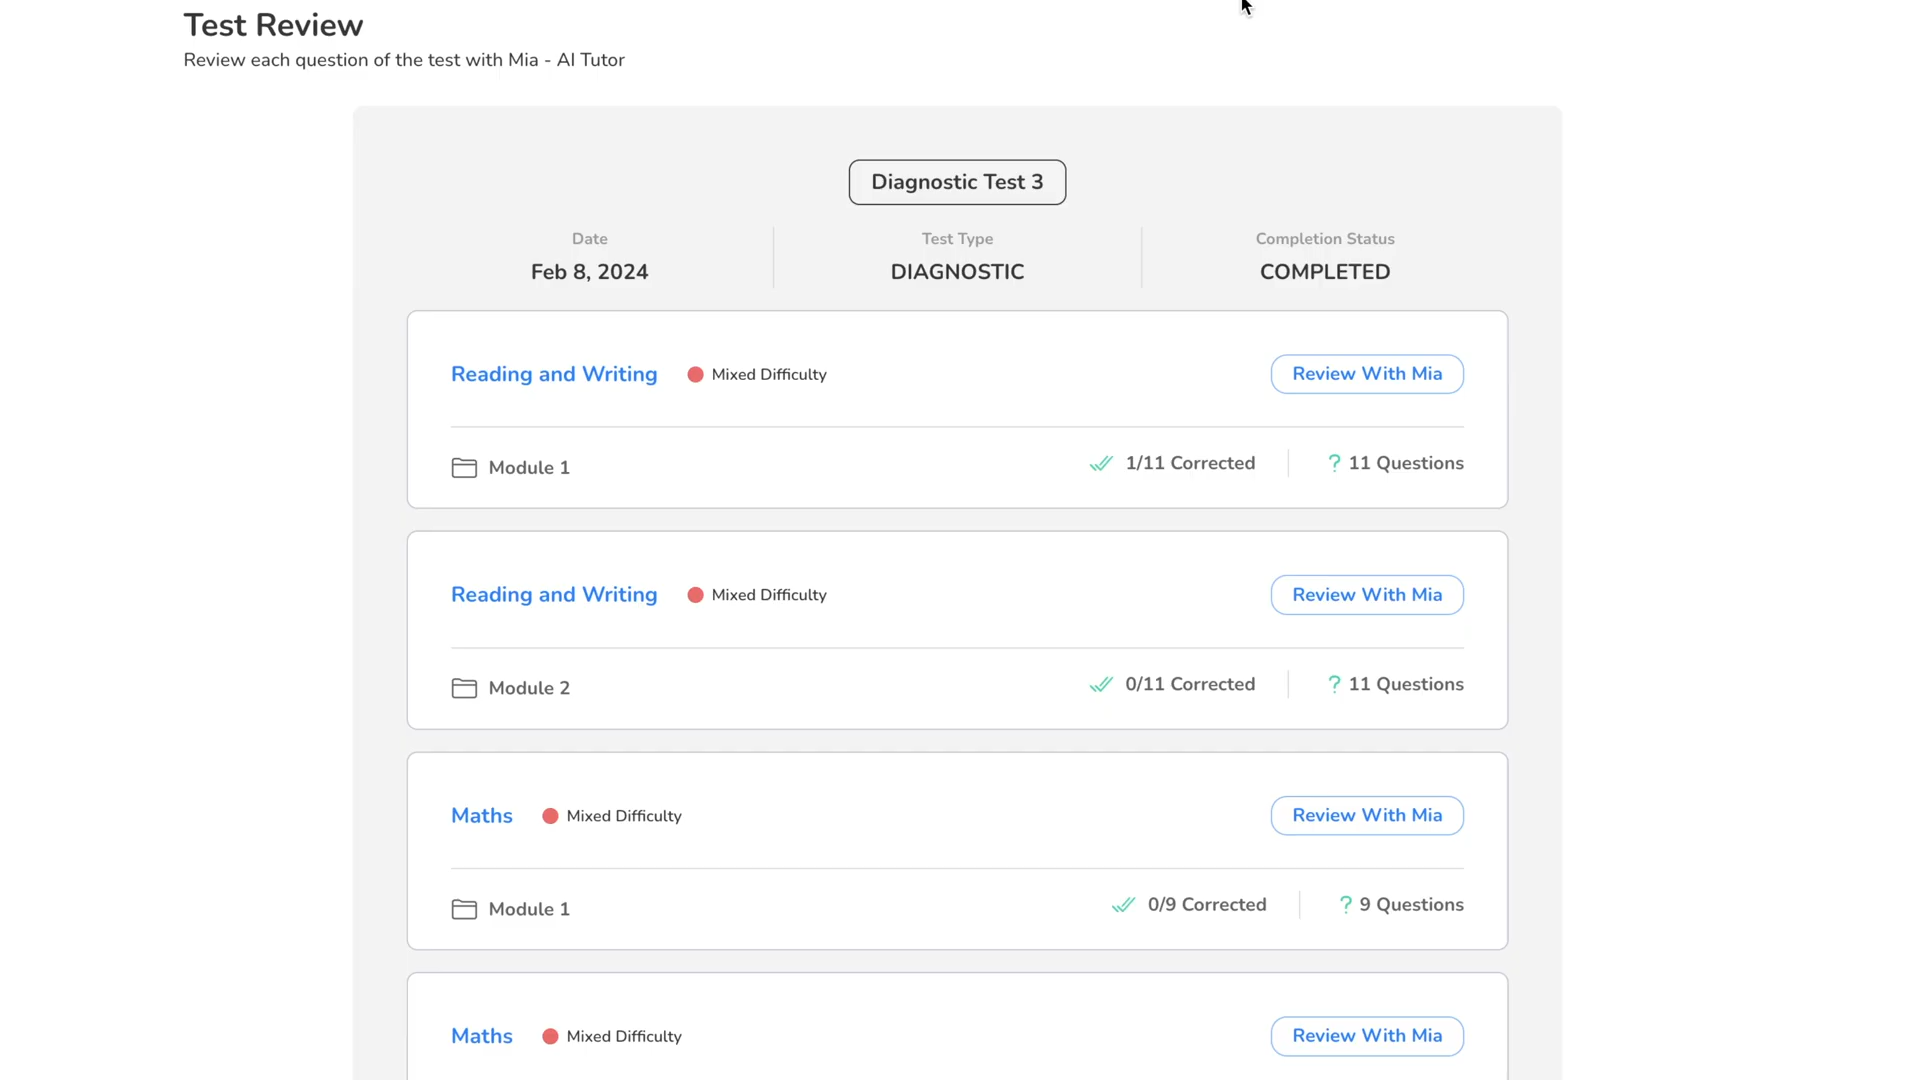 Test Review
Review each question of the test with Mia - AI Tutor
Diagnostic Test 3
Date
Feb 8, 2024
Test Type
DIAGNOSTIC
Completion Status
COMPLETED
Reading and Writing
Mixed Difficulty
Review With Mia
Module 1
1/11 Corrected
? 11 Questions
Reading and Writing
Mixed Difficulty
Review With Mia
Module 2
0/11 Corrected
? 11 Questions
Maths
Mixed Difficulty
Review With Mia
Module 1
0/9 Corrected
? 9 Questions
Maths
Mixed Difficulty
Review With Mia